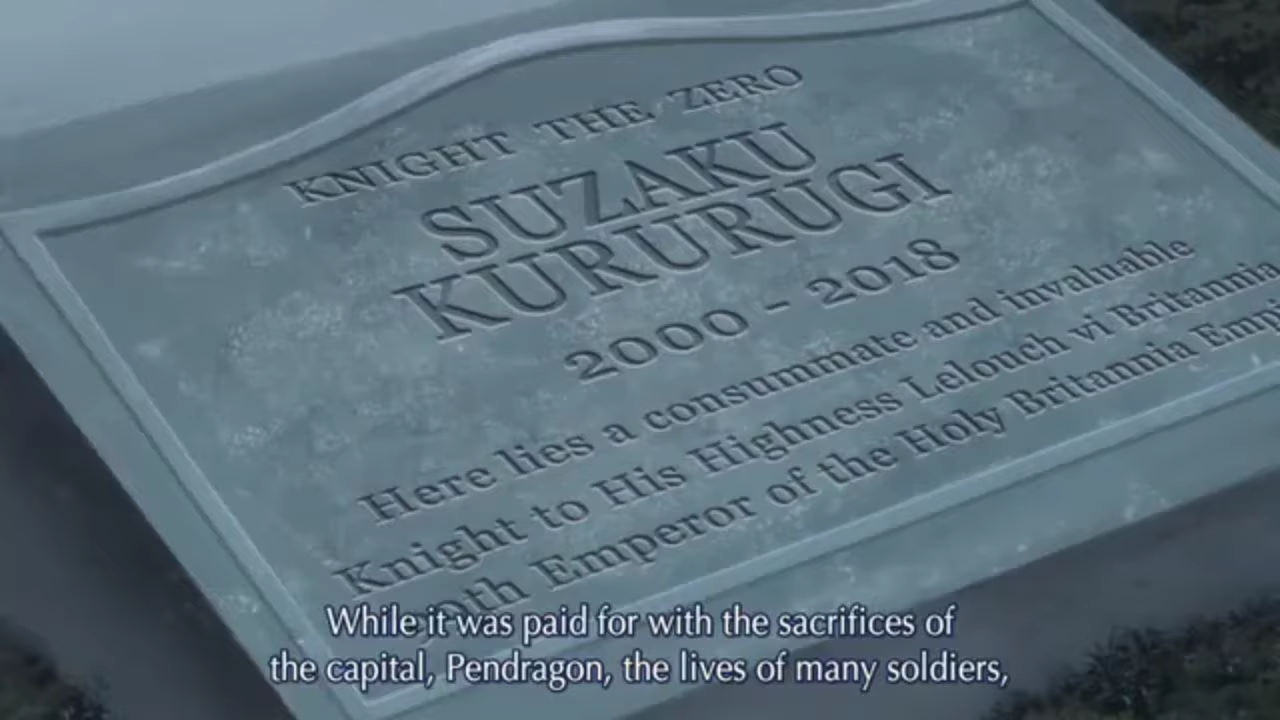 KNIGHT THE ZERO
SUZAKU
KURURUGI
2000 - 2018
Here lies a consummate and invaluable
Knight to His Highness Lelouch vi Britannia
Emperor of the Holy Britannia
While it was paid for with the sacrifices of
the capital, Pendragon, the lives of many soldiers,